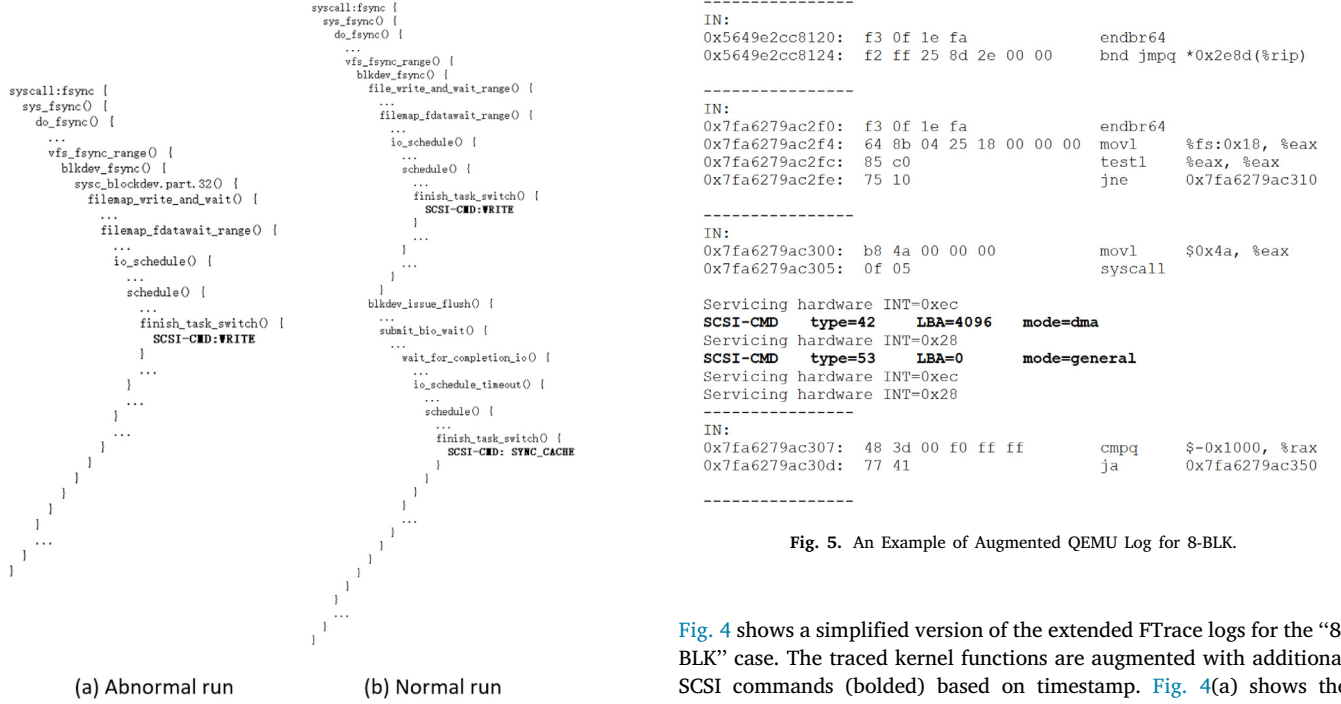 syscall:fsync {
sys_fsync() {
do_fsync() {
...
vfs_fsync_range() {
blkdev_fsync() {
sysc_blockdev.part.32() {
filemap_write_and_wait() {
...
filemap_fdatawait_range() {
...
io_schedule() {
...
schedule() {
...
finish_task_switch() {
SCSI-CMD:WRITE
}
...
}
...
}
...
}
}
}
}
}
...
}
}
(a) Abnormal run
syscall:fsync {
sys_fsync() {
do_fsync() {
...
vfs_fsync_range() {
blkdev_fsync() {
file_write_and_wait_range() {
...
filemap_fdatawait_range() {
...
io_schedule() {
...
schedule() {
...
finish_task_switch() {
SCSI-CMD:WRITE
}
...
}
...
}
}
blkdev_issue_flush() {
...
submit_bio_wait() {
...
wait_for_completion_io() {
...
io_schedule_timeout() {
...
schedule() {
...
finish_task_switch() {
SCSI-CMD: SYNC_CACHE
}
}
}
}
...
}
}
}
}
}
...
}
}
(b) Normal run
----------------
IN:
0x5649e2cc8120: f3 0f 1e fa endbr64
0x5649e2cc8124: f2 ff 25 8d 2e 00 00 bnd jmpq *0x2e8d(%rip)
----------------
IN:
0x7fa6279ac2f0: f3 0f 1e fa endbr64
0x7fa6279ac2f4: 64 8b 04 25 18 00 00 00 movl %fs:0x18, %eax
0x7fa6279ac2fc: 85 c0 testl %eax, %eax
0x7fa6279ac2fe: 75 10 jne 0x7fa6279ac310
----------------
IN:
0x7fa6279ac300: b8 4a 00 00 00 movl $0x4a, %eax
0x7fa6279ac305: 0f 05 syscall
Servicing hardware INT=0xec
SCSI-CMD type=42 LBA=4096 mode=dma
Servicing hardware INT=0x28
SCSI-CMD type=53 LBA=0 mode=general
Servicing hardware INT=0xec
Servicing hardware INT=0x28
----------------
IN:
0x7fa6279ac307: 48 3d 00 f0 ff ff cmpq $-0x1000, %rax
0x7fa6279ac30d: 77 41 ja 0x7fa6279ac350
----------------
Fig. 5. An Example of Augmented QEMU Log for 8-BLK.
Fig. 4 shows a simplified version of the extended FTrace logs for the “8
BLK” case. The traced kernel functions are augmented with additiona
SCSI commands (bolded) based on timestamp. Fig. 4(a) shows the